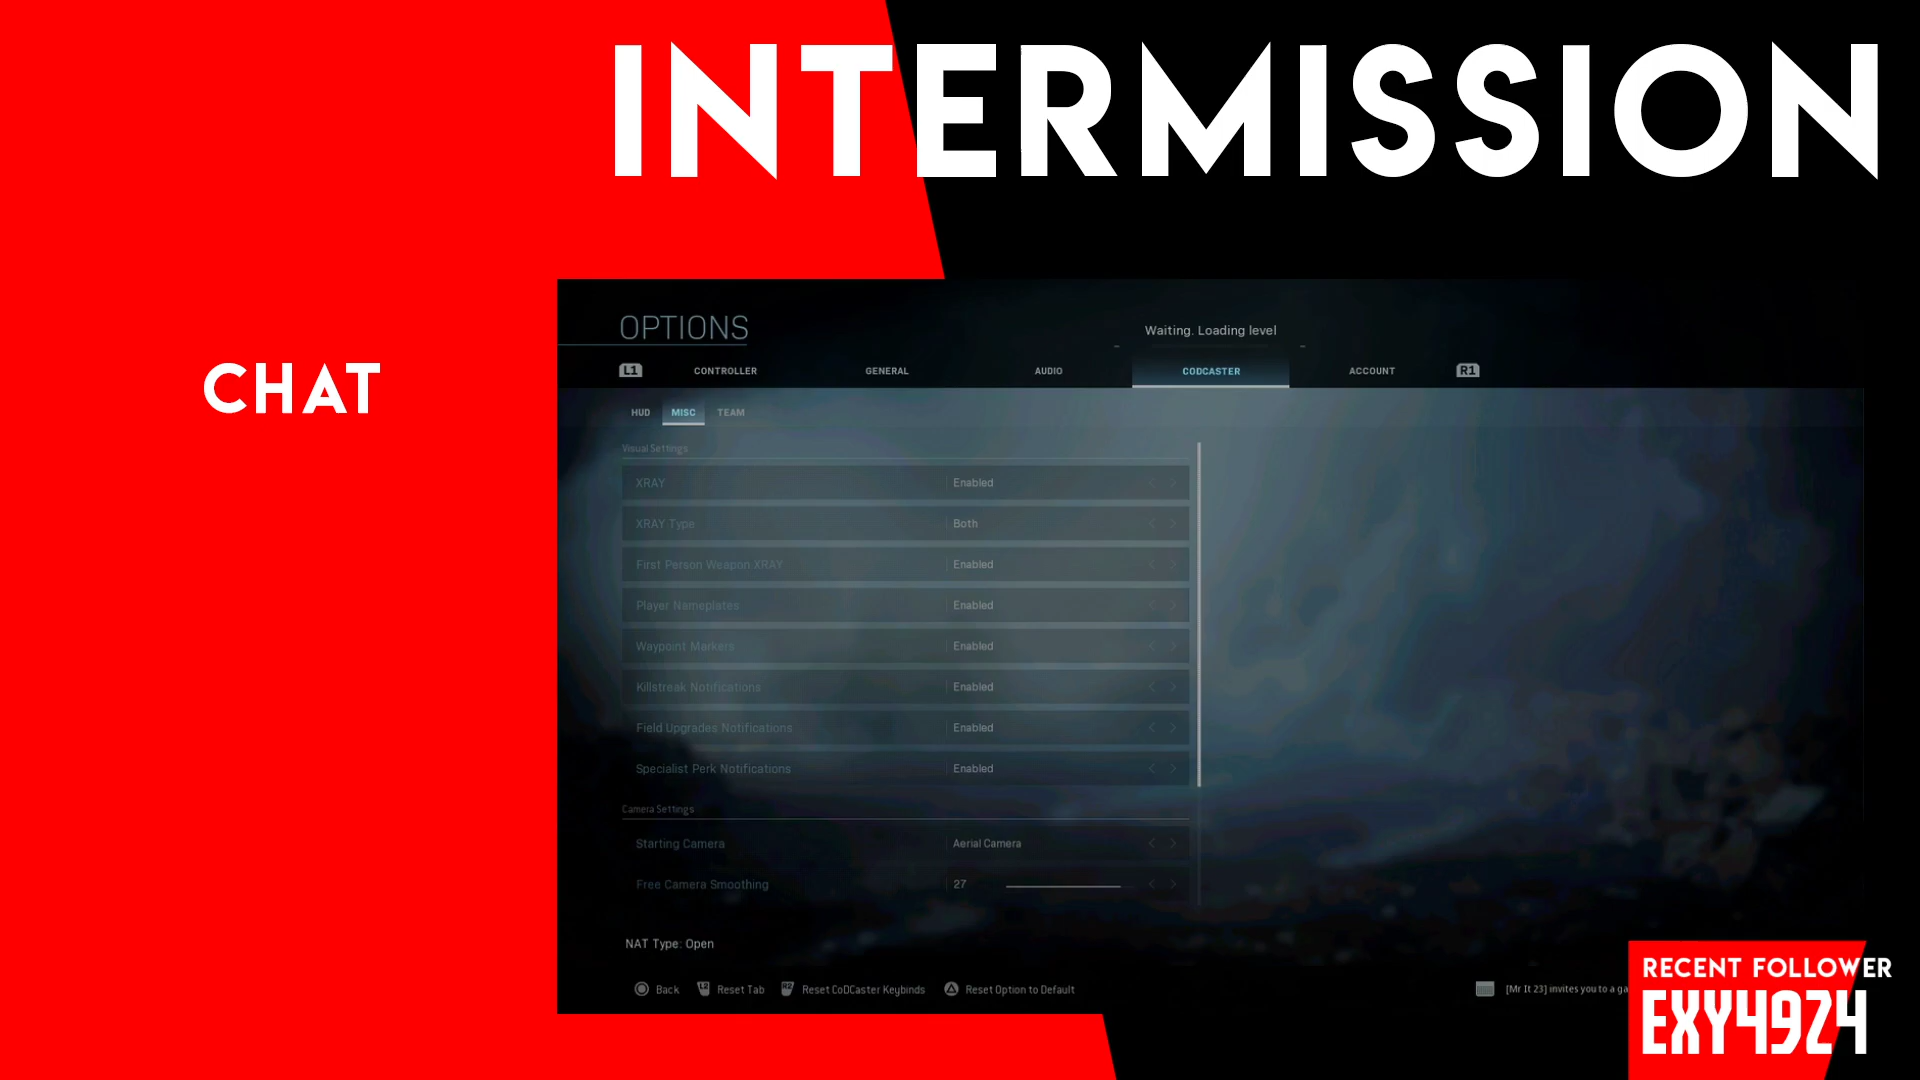 INTERMISSION
CHAT
OPTIONS
Waiting. Loading level
L1 CONTROLLER GENERAL AUDIO CODCASTER ACCOUNT R1
HUD MISC TEAM
Visual Settings
XRAY Enabled
XRAY Type Both
First Person Weapon XRAY Enabled
Player Nameplates Enabled
Waypoint Markers Enabled
Killstreak Notifications Enabled
Field Upgrades Notifications Enabled
Specialist Perk Notifications Enabled
Camera Settings
Starting Camera Aerial Camera
Free Camera Smoothing 27
NAT Type: Open
Back L2 Reset Tab R2 Reset CoDCaster Keybinds Reset Option to Default
[Mr It 23] invites you to a ga
RECENT FOLLOWER
EXY4924